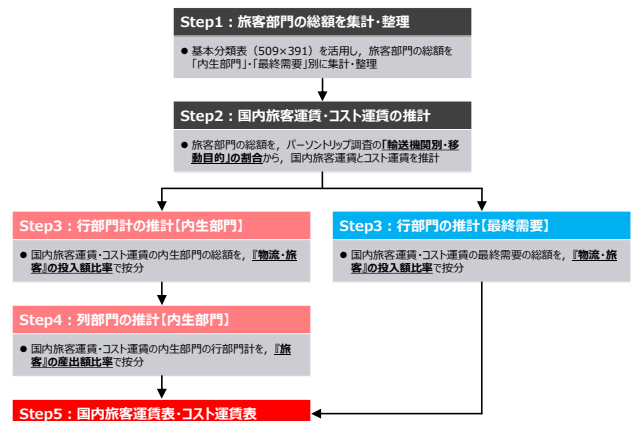 Step1:旅客部門の総額を集計・整理
● 基本分類表(509×391)を活用し,旅客部門の総額を
「内生部門」・「最終需要」別に集計・整理
Step2:国内旅客運賃・コスト運賃の推計
● 旅客部門の総額を,パーソントリップ調査の「輸送機関別・移
動目的」の割合から,国内旅客運賃とコスト運賃を推計
Step3:行部門計の推計【内生部門】
● 国内旅客運賃・コスト運賃の内生部門の総額を,『物流・旅
客』の投入額比率で按分
Step3:行部門の推計【最終需要】
● 国内旅客運賃・コスト運賃の最終需要の総額を,『物流・旅
客』の投入額比率で按分
Step4:列部門の推計【内生部門】
● 国内旅客運賃・コスト運賃の内生部門の行部門計を,『旅
客』の産出額比率で按分
Step5:国内旅客運賃表・コスト運賃表